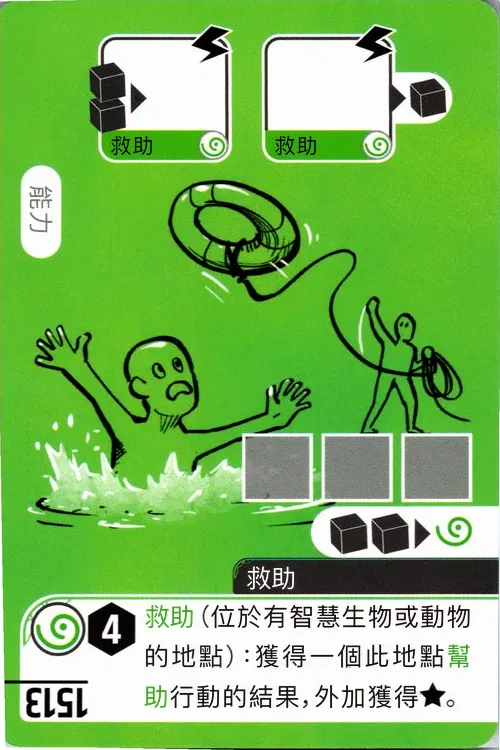 救助
救助
能力
救助
4
救助（位於有智慧生物或動物
的地點）：獲得一個此地點幫
助行動的結果，外加獲得★。
1513